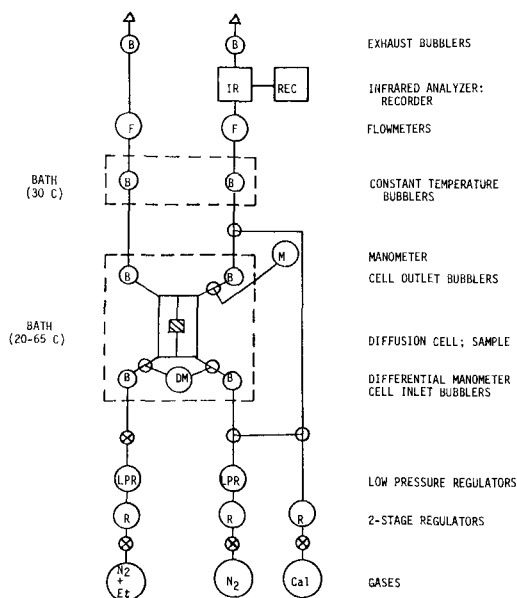 B B EXHAUST BUBBLERS
IR REC INFRARED ANALYZER:
RECORDER
F F FLOWMETERS
BATH
(30 C)
B B CONSTANT TEMPERATURE
BUBBLERS
M MANOMETER
B B CELL OUTLET BUBBLERS
BATH
(20-65 C)
DIFFUSION CELL; SAMPLE
B DM B DIFFERENTIAL MANOMETER
CELL INLET BUBBLERS
LPR LPR LOW PRESSURE REGULATORS
R R R 2-STAGE REGULATORS
N2
+
Et
N2 Cal GASES